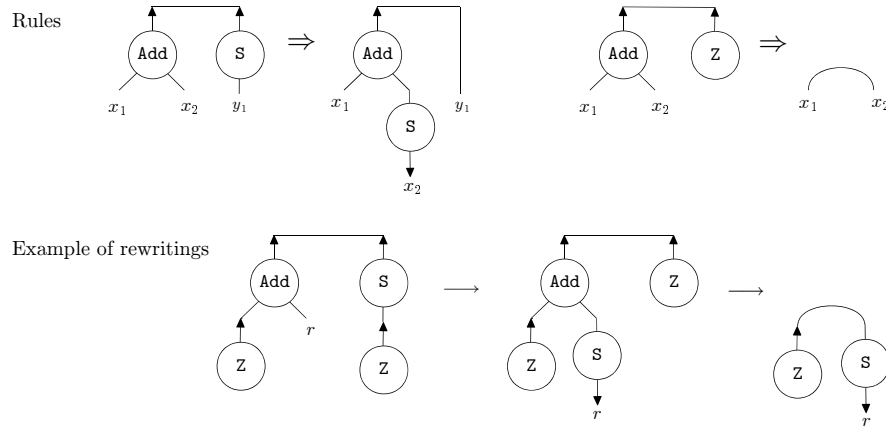 Rules
Add S ⇒ Add ⇒ Add Z ⇒
x₁ x₂ y₁ x₁ S y₁ x₁ x₂ x₁ x₂
x₂
Example of rewritings
Add S → Add Z →
r
Z Z Z S Z S
r r